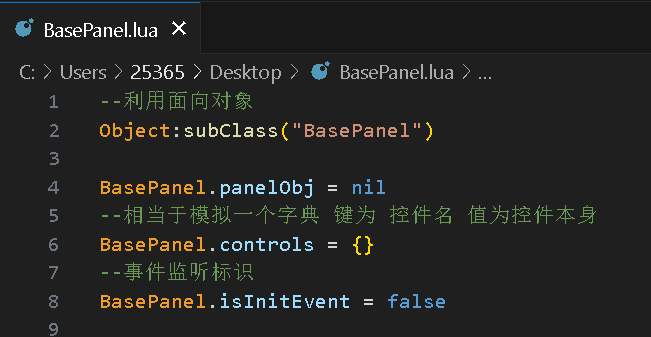 BasePanel.lua ×
C: > Users > 25365 > Desktop > BasePanel.lua > ...
1 --利用面向对象
2 Object:subClass("BasePanel")
3
4 BasePanel.panelObj = nil
5 --相当于模拟一个字典 键为 控件名 值为控件本身
6 BasePanel.controls = {}
7 --事件监听标识
8 BasePanel.isInitEvent = false
9